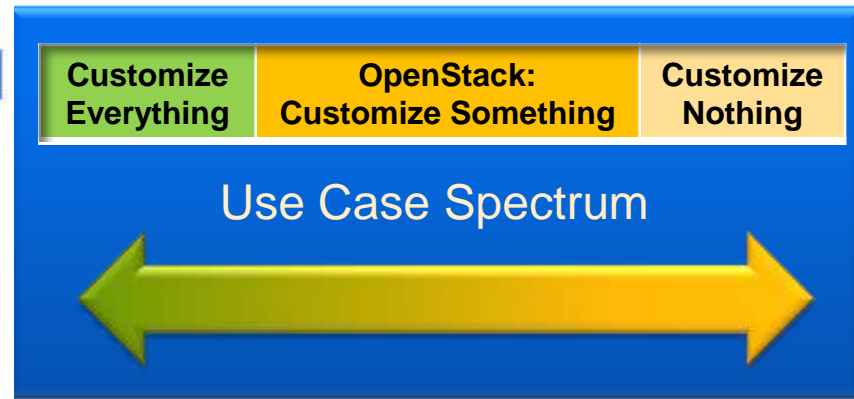 Customize
Everything
OpenStack:
Customize Something
Customize
Nothing
Use Case Spectrum